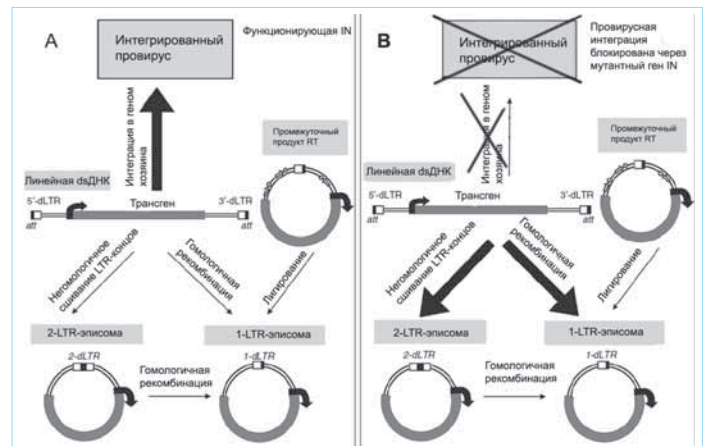 A
Интегрированный
провирус
Функционирующая IN
Интеграция в геном
хозяина
Промежуточный
продукт RT
Линейная dsДНК
5'-dLTR
Трансген
3'-dLTR
att
att
Негомологичное
сшивание LTR-концов
Гомологичная
рекомбинация
Лигирование
2-LTR-эписома
1-LTR-эписома
2-dLTR
Гомологичная
рекомбинация
1-dLTR
B
Интегрированный
провирус
Провирусная
интеграция
блокирована через
мутантный ген IN
Интеграция в геном
хозяина
Промежуточный
продукт RT
Линейная dsДНК
5'-dLTR
Трансген
3'-dLTR
att
att
Негомологичное
сшивание LTR-концов
Гомологичная
рекомбинация
Лигирование
2-LTR-эписома
1-LTR-эписома
2-dLTR
Гомологичная
рекомбинация
1-dLTR